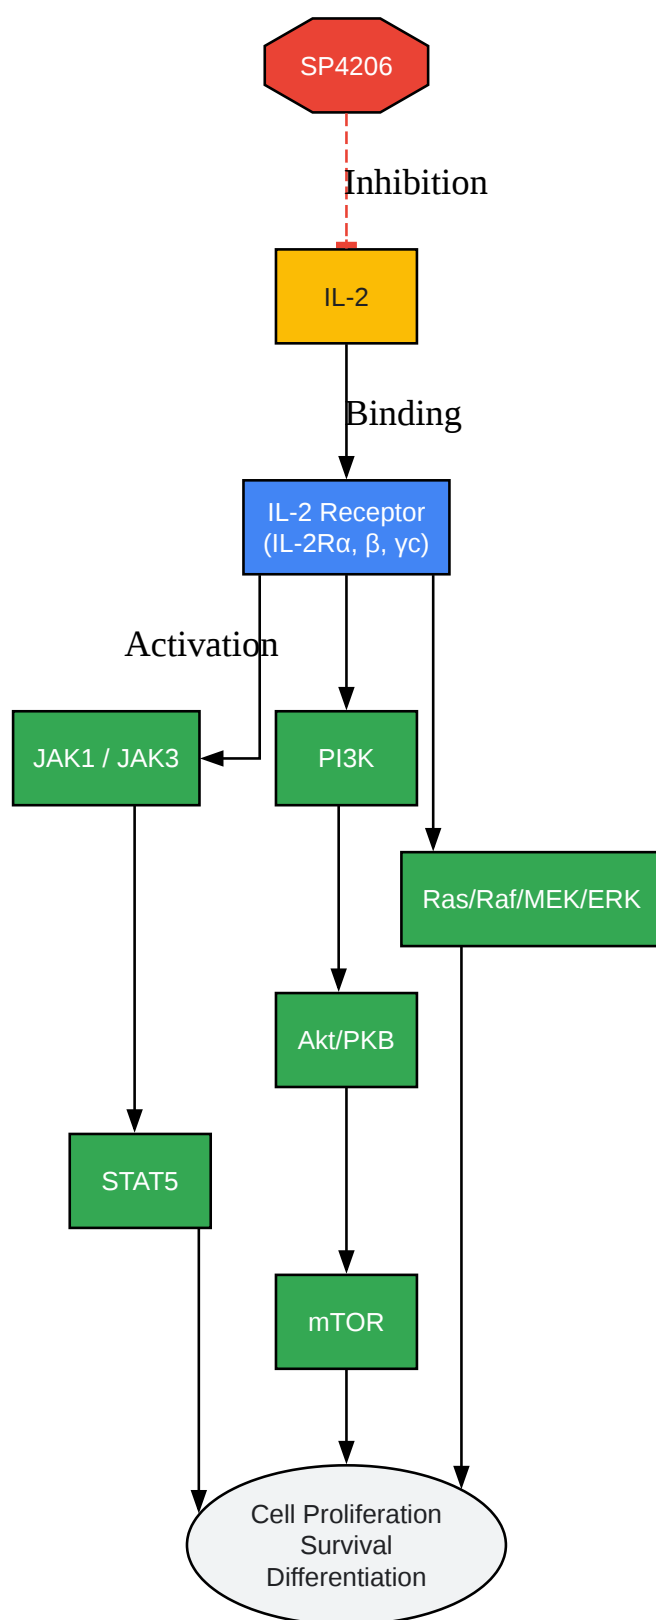 SP4206
Inhibition
IL-2
Binding
IL-2 Receptor
(IL-2Rα, β, γc)
Activation
JAK1 / JAK3
PI3K
Ras/Raf/MEK/ERK
Akt/PKB
STAT5
mTOR
Cell Proliferation
Survival
Differentiation